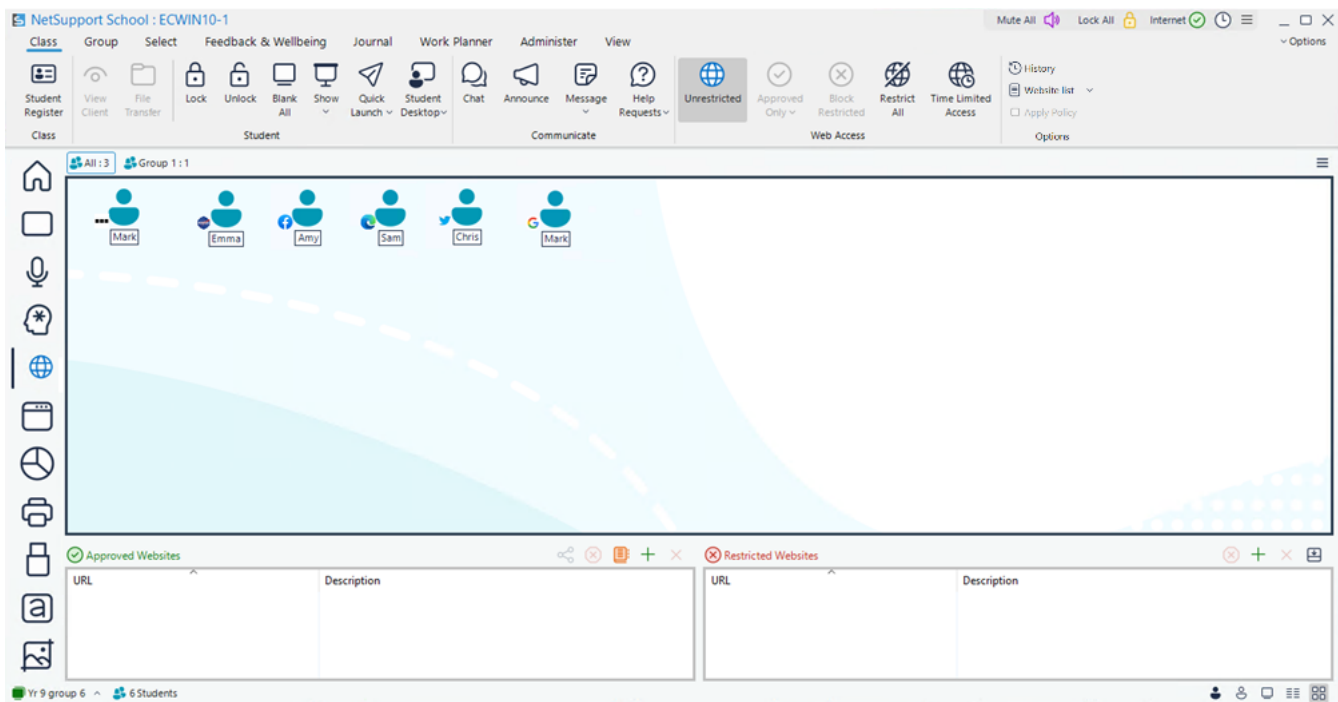 NetSupport School : ECWIN10-1
Mute All Lock All Internet
Class Group Select Feedback & Wellbeing Journal Work Planner Administer View Options
Student Register
View Client
File Transfer
Lock
Unlock
Blank All
Show
Quick Launch
Student Desktop
Chat
Announce
Message
Help Requests
Unrestricted
Approved Only
Block Restricted
Restrict All
Time Limited Access
History
Website list
Apply Policy
Class Student Communicate Web Access Options
All : 3 Group 1 : 1
Mark Emma Amy Sam Chris Mark
Approved Websites
URL Description
Restricted Websites
URL Description
Yr 9 group 6 6 Students